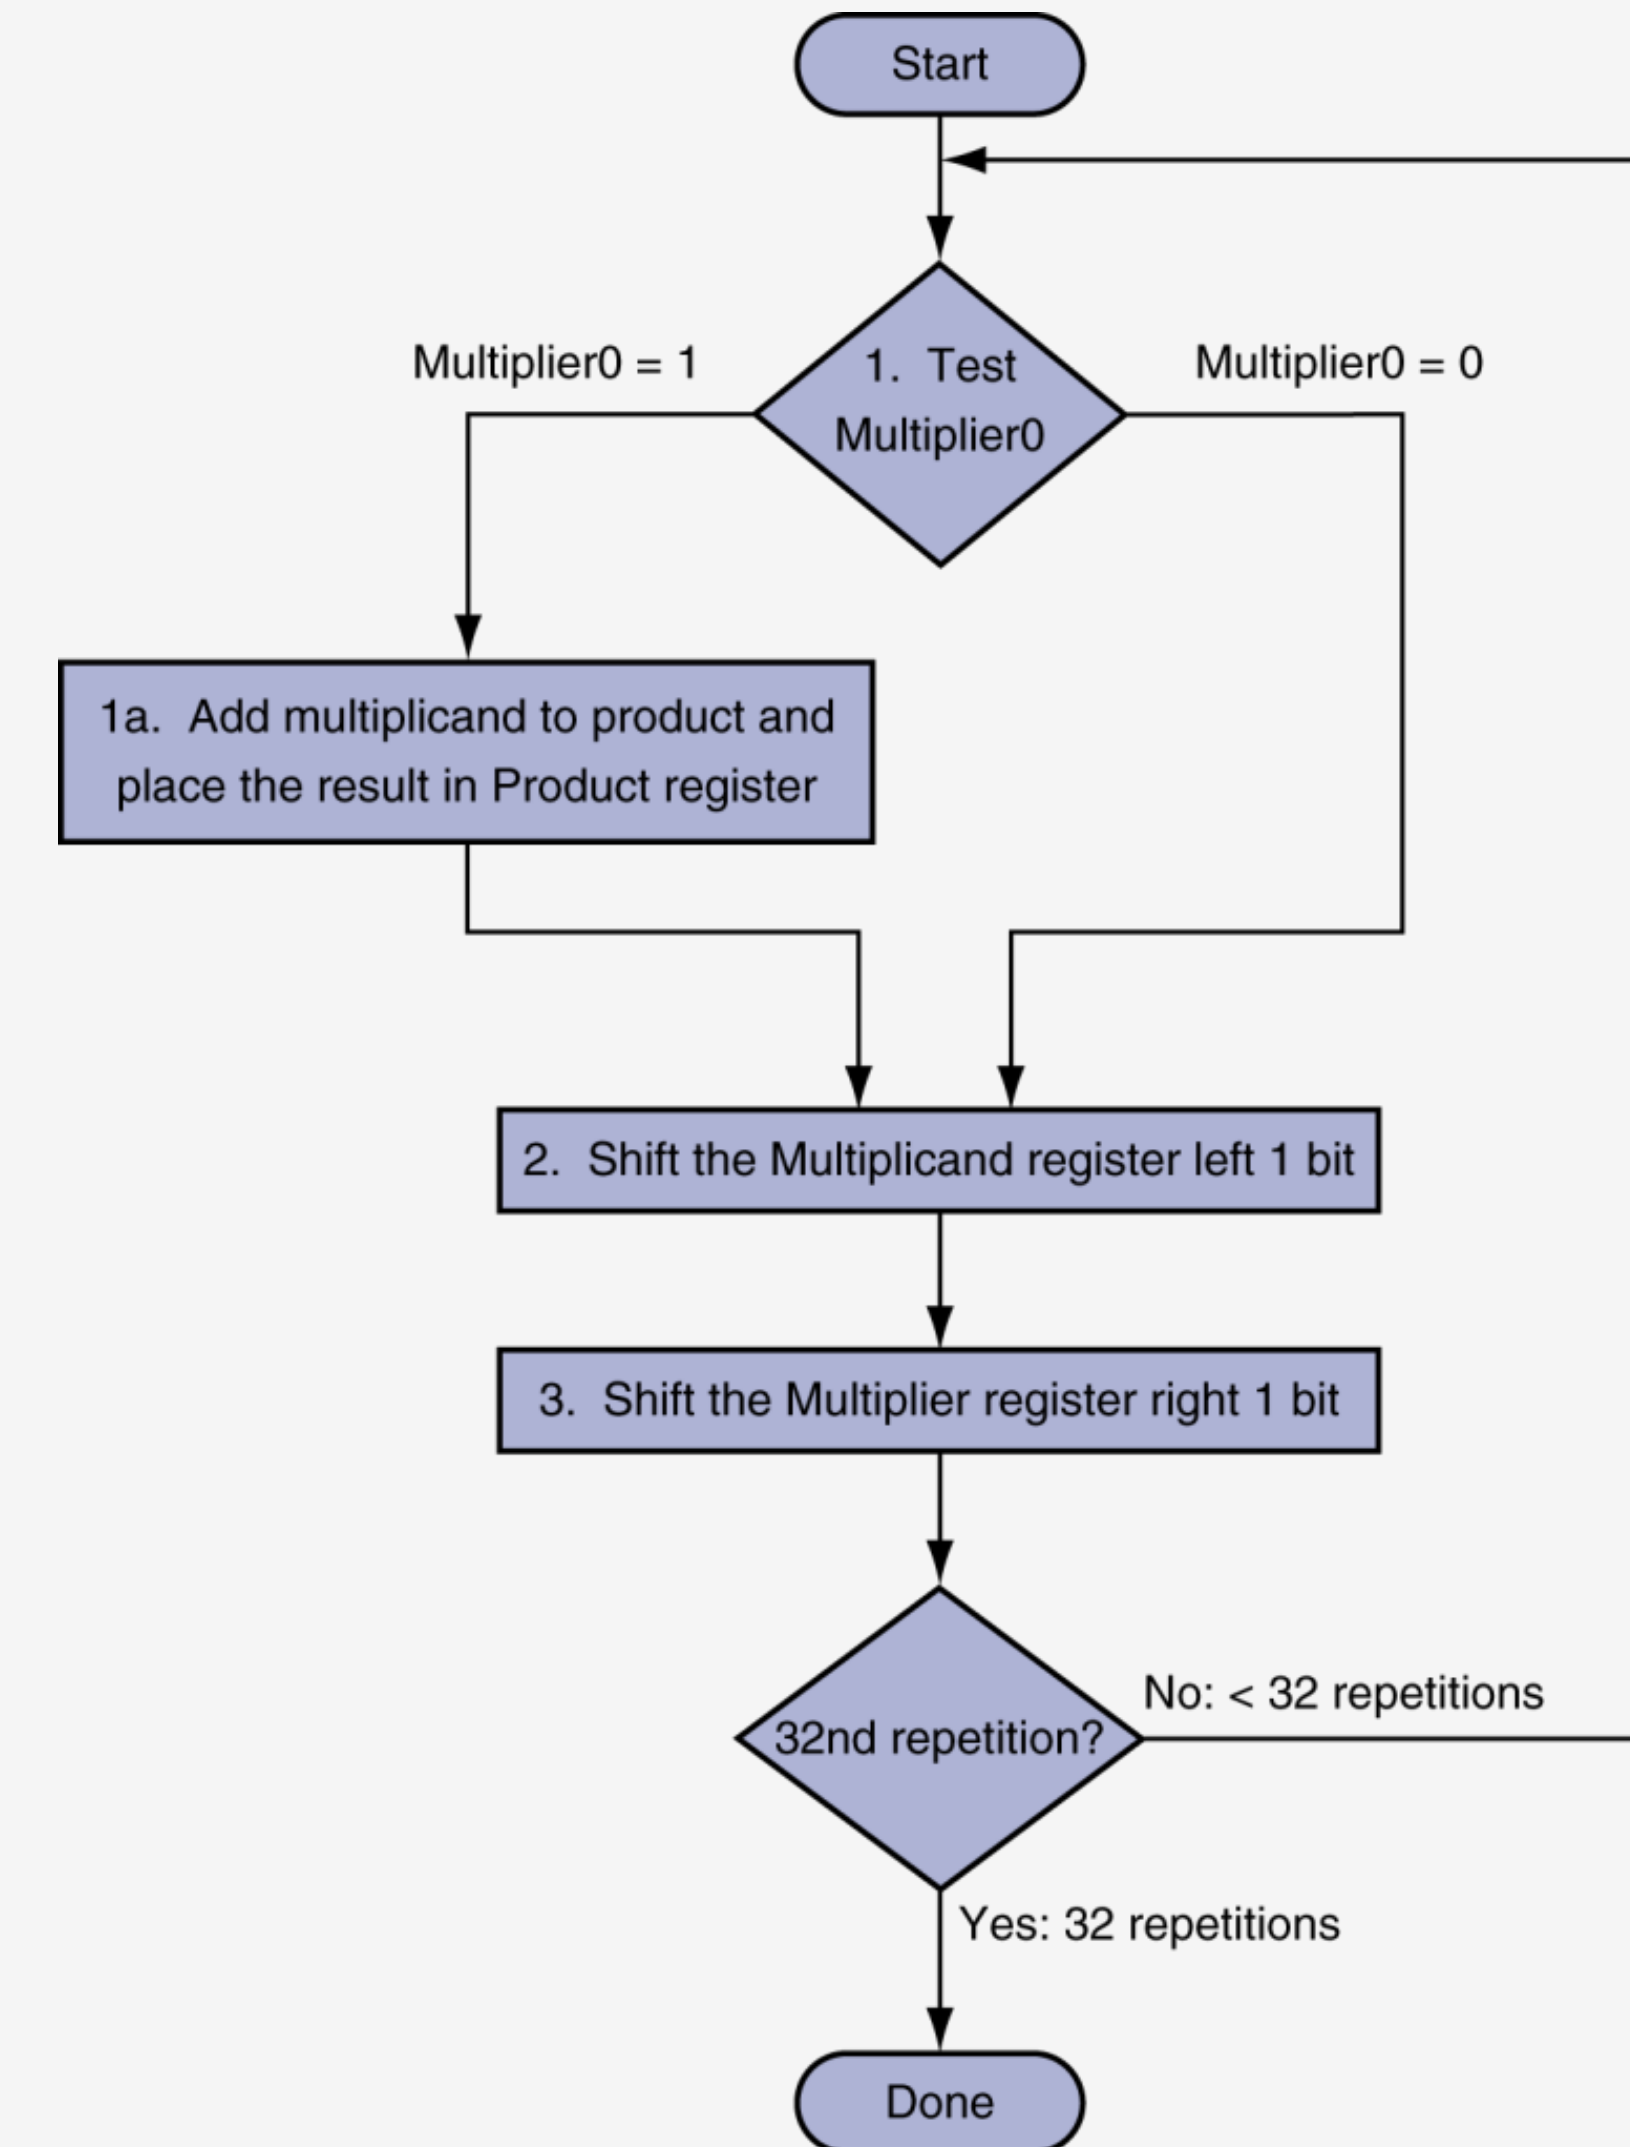 Start
Multiplier0 = 1
1. Test
Multiplier0
Multiplier0 = 0
1a. Add multiplicand to product and
place the result in Product register
2. Shift the Multiplicand register left 1 bit
3. Shift the Multiplier register right 1 bit
32nd repetition?
No: < 32 repetitions
Yes: 32 repetitions
Done